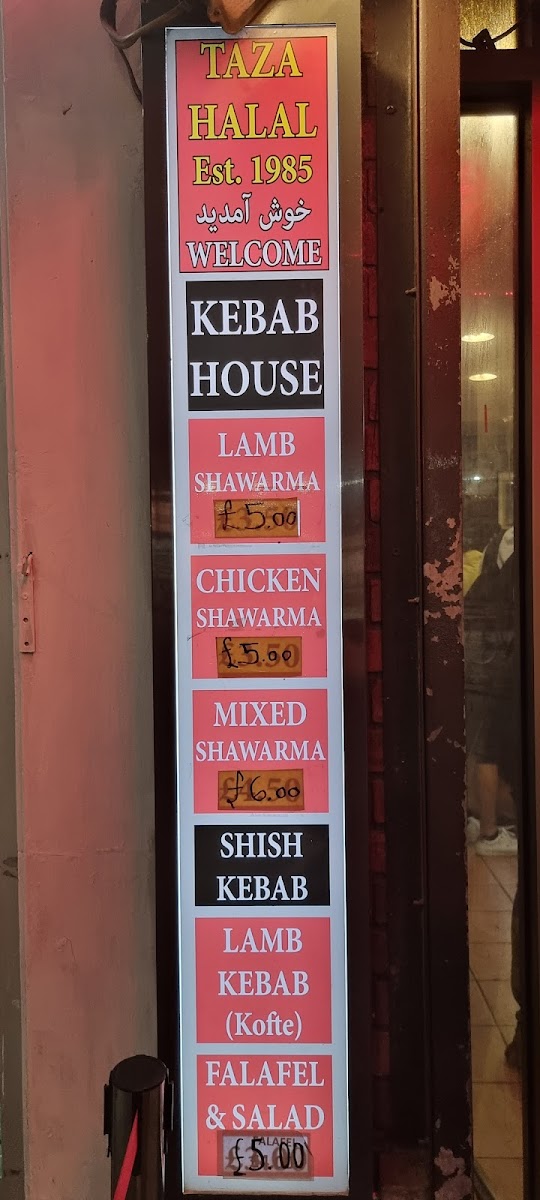 TAZA
HALAL
Est. 1985
خوش آمدید
WELCOME
KEBAB
HOUSE
LAMB
SHAWARMA
£5.00
CHICKEN
SHAWARMA
£5.00
MIXED
SHAWARMA
£6.00
SHISH
KEBAB
LAMB
KEBAB
(Kofte)
FALAFEL
& SALAD
FALAFEL
£5.00